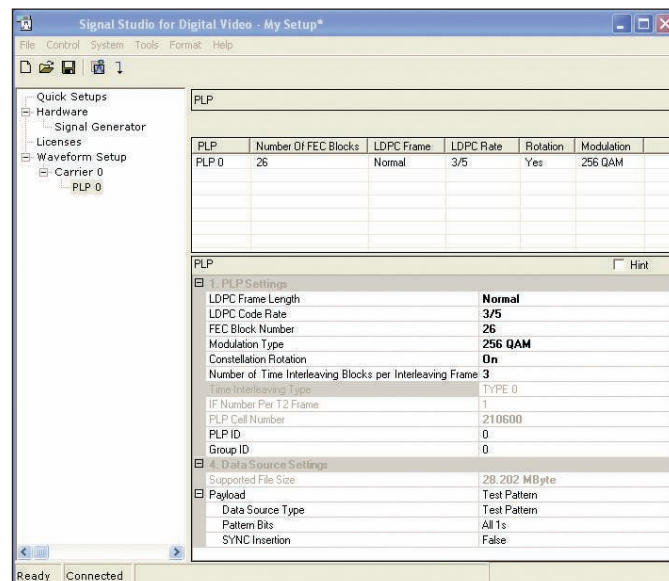 Signal Studio for Digital Video - My Setup*
File Control System Tools Format Help
Quick Setups
Hardware
Signal Generator
Licenses
Waveform Setup
Carrier 0
PLP 0
PLP
PLP Number Of FEC Blocks LDPC Frame LDPC Rate Rotation Modulation
PLP 0 26 Normal 3/5 Yes 256 QAM
PLP Hint
1. PLP Settings
LDPC Frame Length Normal
LDPC Code Rate 3/5
FEC Block Number 26
Modulation Type 256 QAM
Constellation Rotation On
Number of Time Interleaving Blocks per Interleaving Frame 3
Time Interleaving Type TYPE 0
IF Number Per T2 Frame 1
PLP Cell Number 210600
PLP ID 0
Group ID 0
4. Data Source Settings
Supported File Size 28.202 MByte
Payload Test Pattern
Data Source Type Test Pattern
Pattern Bits All 1s
SYNC Insertion False
Ready Connected